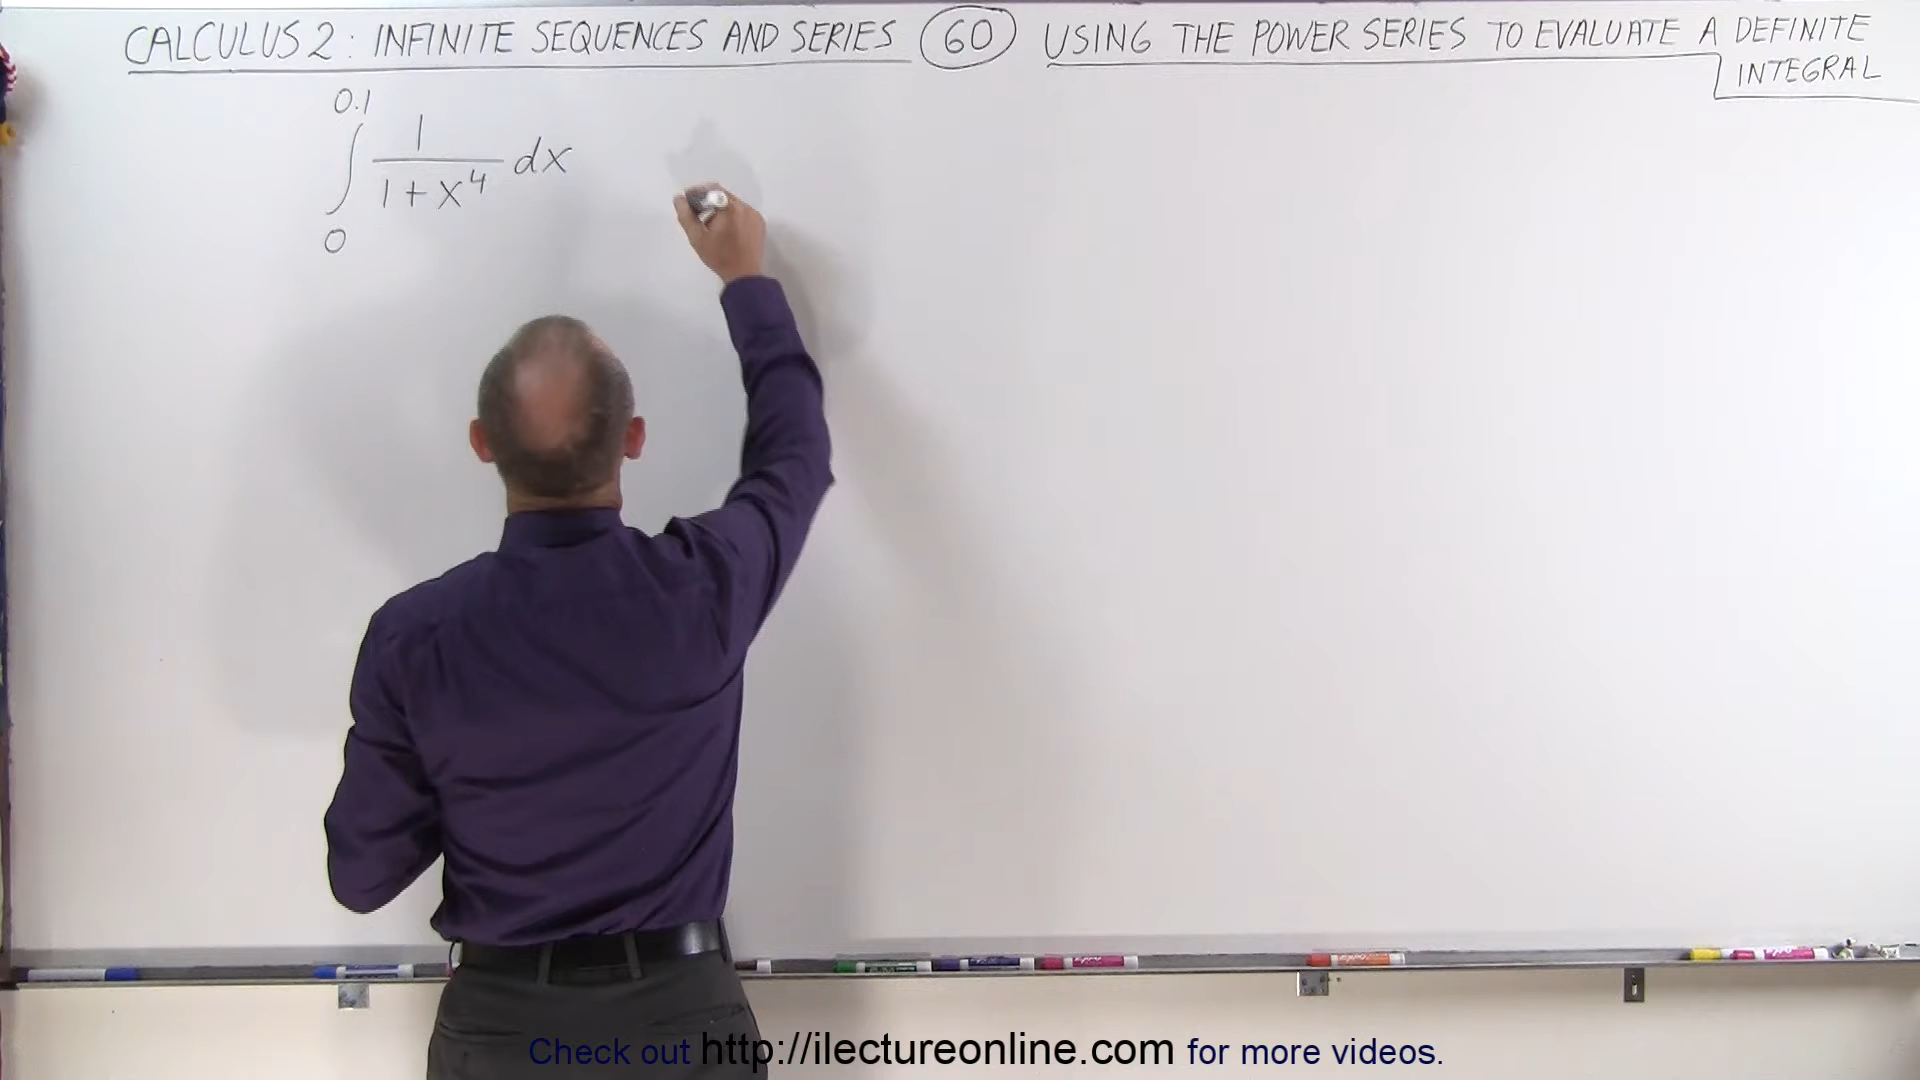 CALCULUS 2: INFINITE SEQUENCES AND SERIES 60 USING THE POWER SERIES TO EVALUATE A DEFINITE
INTEGRAL
0.1
∫ 1/(1+x⁴) dx
0
Check out http://ilectureonline.com for more videos.